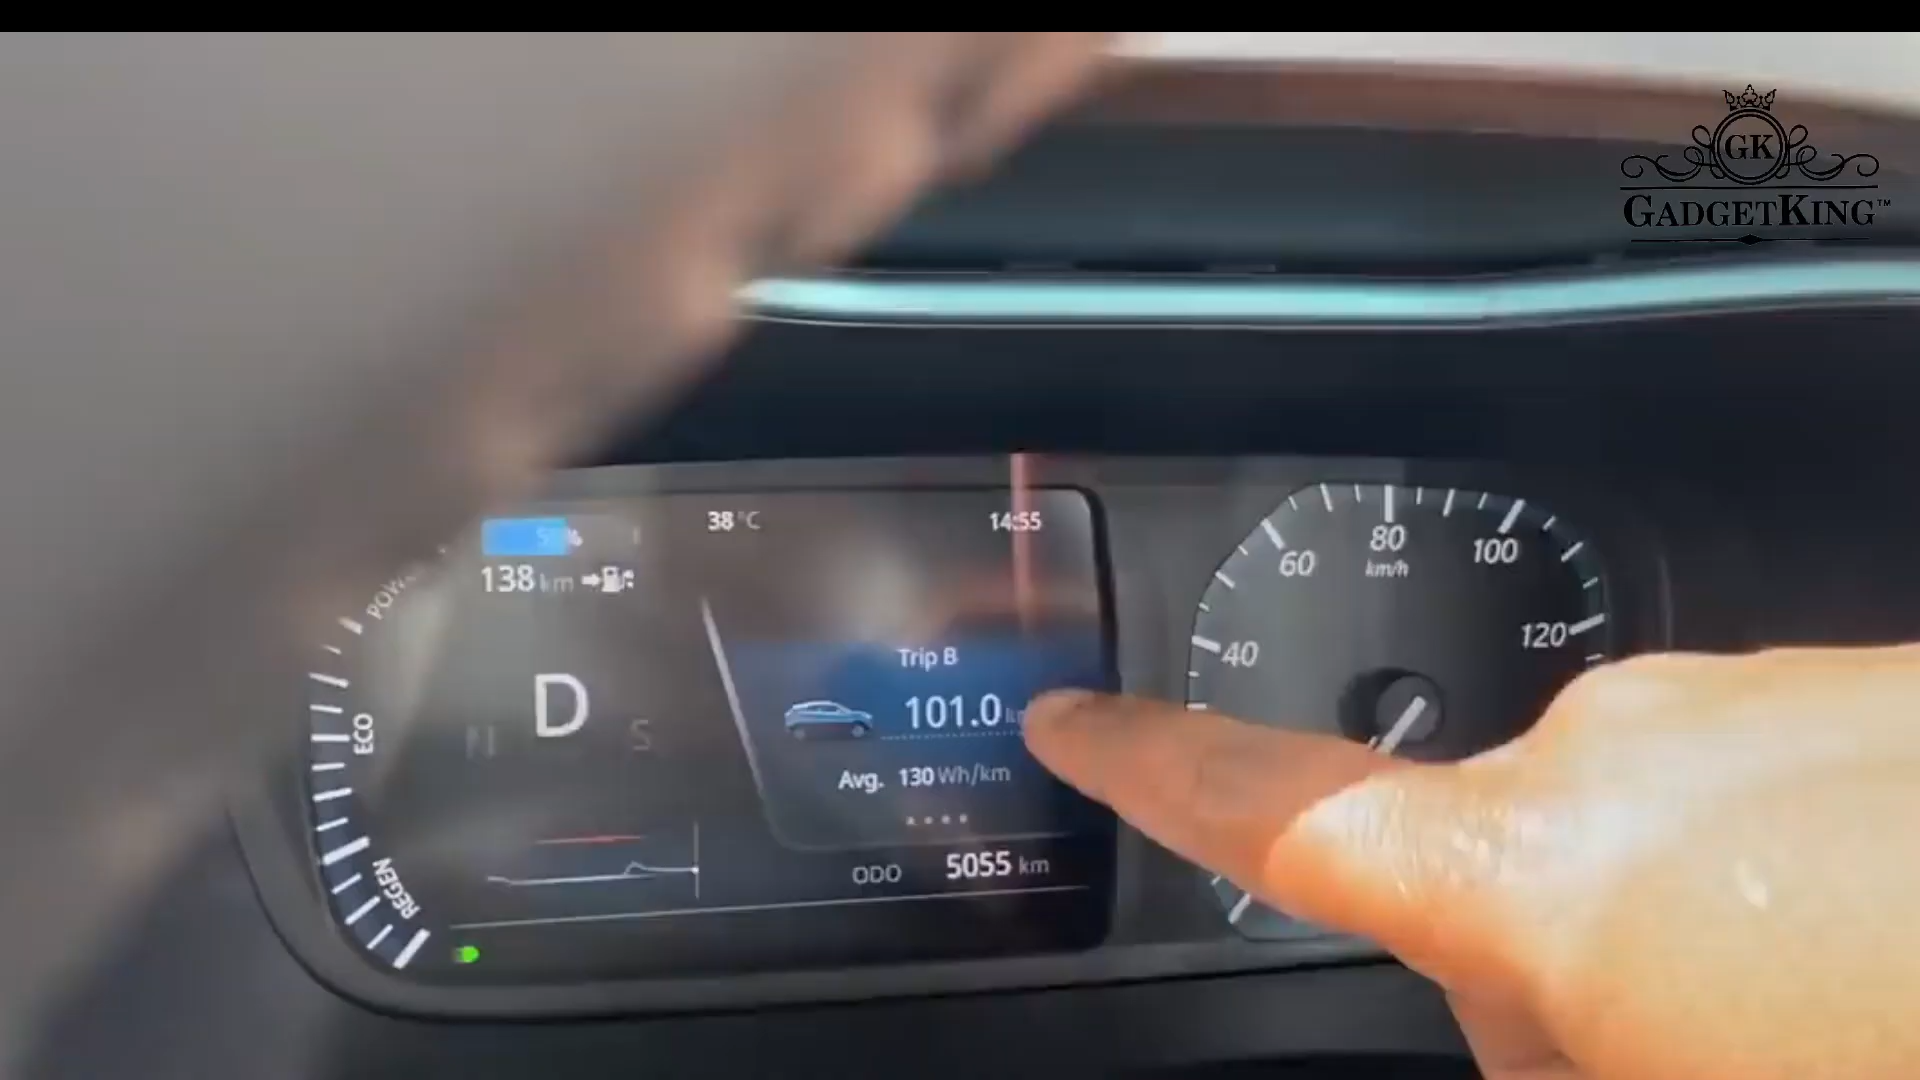 GK
GADGETKING™
38 °C
14:55
138 km
POWER
Trip B
101.0 km
D
N
S
ECO
Avg. 130 Wh/km
ODO 5055 km
REGEN
40
60
80
km/h
100
120